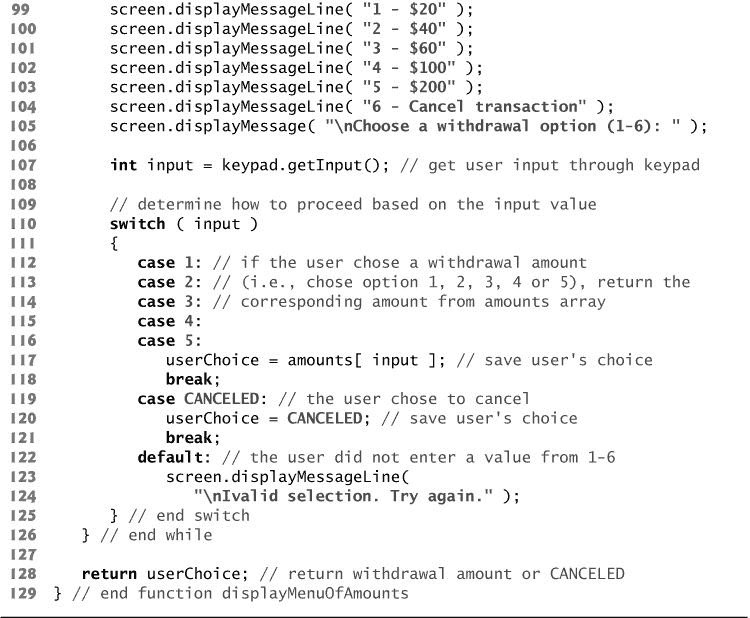 99 screen.displayMessageLine( "1 - $20" );
100 screen.displayMessageLine( "2 - $40" );
101 screen.displayMessageLine( "3 - $60" );
102 screen.displayMessageLine( "4 - $100" );
103 screen.displayMessageLine( "5 - $200" );
104 screen.displayMessageLine( "6 - Cancel transaction" );
105 screen.displayMessage( "\nChoose a withdrawal option (1-6): " );
106
107 int input = keypad.getInput(); // get user input through keypad
108
109 // determine how to proceed based on the input value
110 switch ( input )
111 {
112 case 1: // if the user chose a withdrawal amount
113 case 2: // (i.e., chose option 1, 2, 3, 4 or 5), return the
114 case 3: // corresponding amount from amounts array
115 case 4:
116 case 5:
117 userChoice = amounts[ input ]; // save user's choice
118 break;
119 case CANCELED: // the user chose to cancel
120 userChoice = CANCELED; // save user's choice
121 break;
122 default: // the user did not enter a value from 1-6
123 screen.displayMessageLine(
124 "\nIvalid selection. Try again." );
125 } // end switch
126 } // end while
127
128 return userChoice; // return withdrawal amount or CANCELED
129 } // end function displayMenuOfAmounts